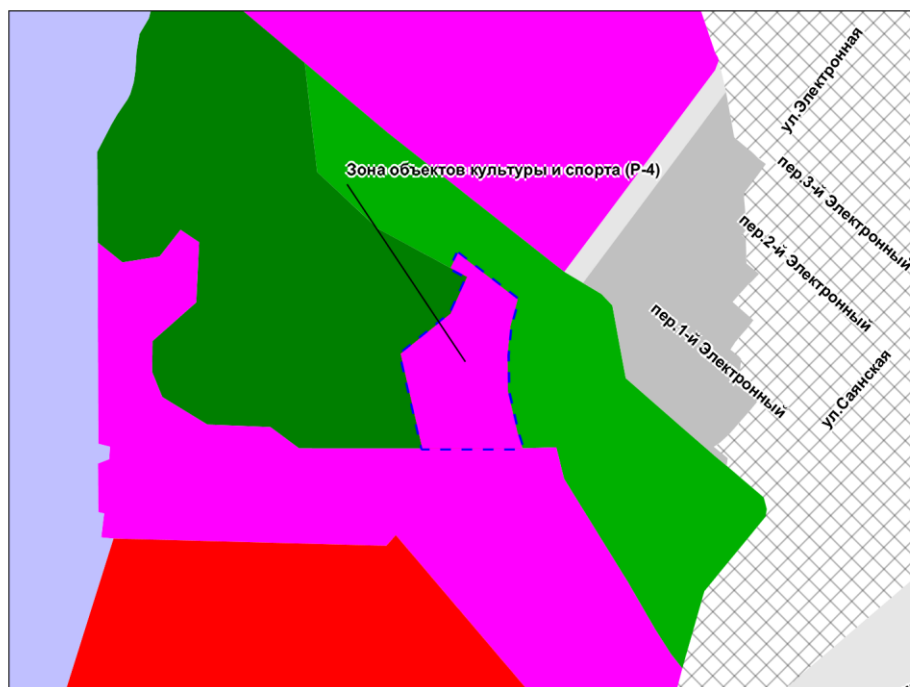 ул.Электронная
Зона объектов культуры и спорта (Р-4)
пер.3-й Электронный
пер.2-й Электронный
пер.1-й Электронный
ул.Саянская